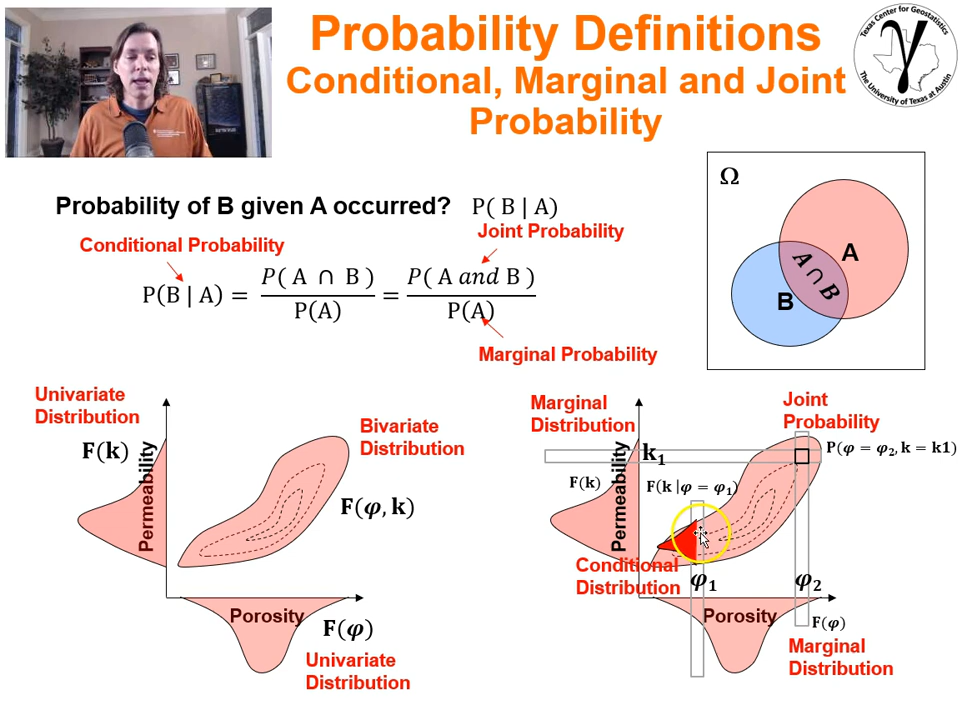 Probability Definitions
Conditional, Marginal and Joint
Probability
Texas Center for Geostatistics
γ
The University of Texas at Austin
Probability of B given A occurred? P( B | A)
Conditional Probability
Joint Probability
P(B | A) = P( A ∩ B ) / P(A) = P( A and B ) / P(A)
Marginal Probability
Ω
A
A ∩ B
B
Univariate
Distribution
F(k)
Permeability
Bivariate
Distribution
F(φ, k)
Porosity
F(φ)
Univariate
Distribution
Marginal
Distribution
F(k)
Permeability
k₁
F(k | φ = φ₁)
Joint
Probability
P(φ = φ₂, k = k1)
Conditional
Distribution
φ₁
φ₂
Porosity
F(φ)
Marginal
Distribution